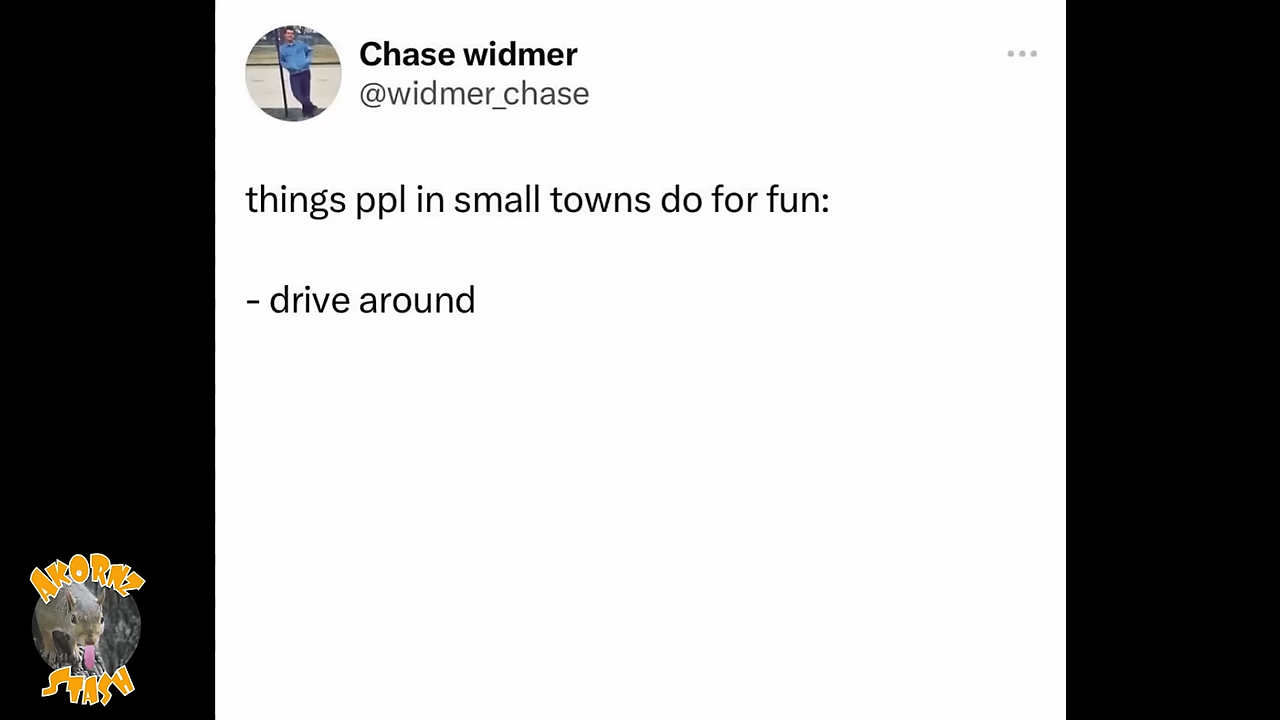 Chase widmer
@widmer_chase
things ppl in small towns do for fun:
- drive around
AKORNZ
STASH